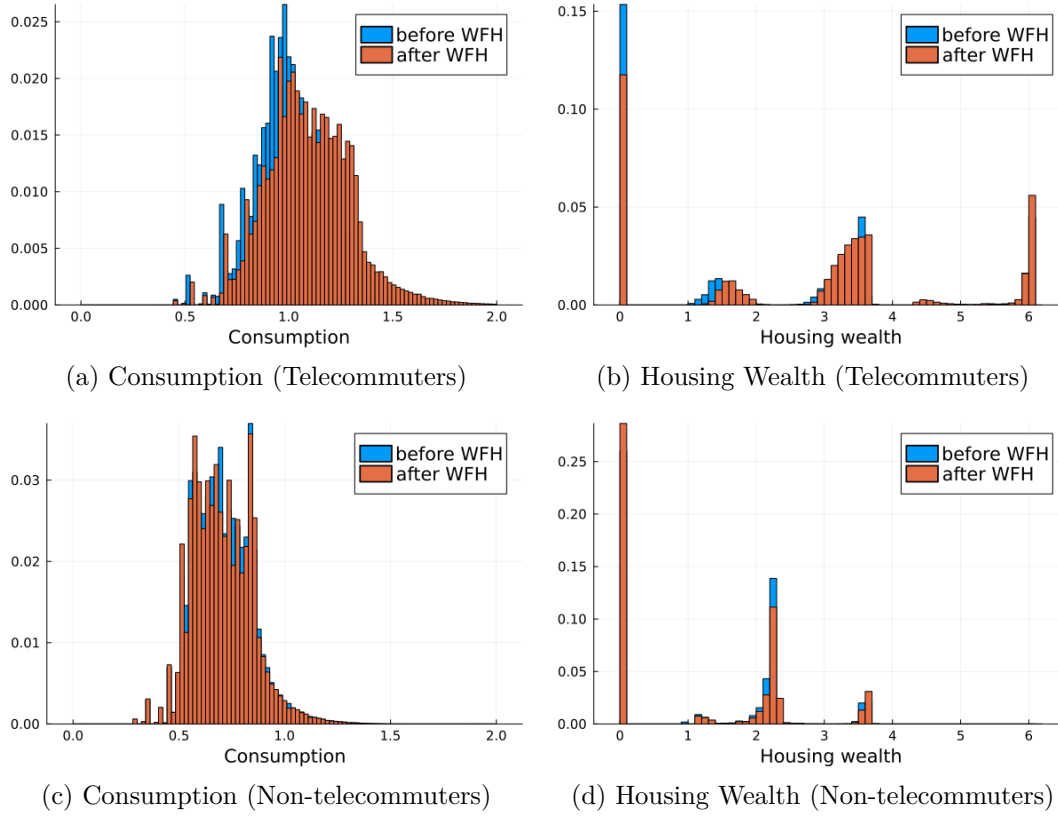 0.025
0.020
0.015
0.010
0.005
0.000
before WFH
after WFH
0.0 0.5 1.0 1.5 2.0
Consumption
(a) Consumption (Telecommuters)
0.15
0.10
0.05
0.00
before WFH
after WFH
0 1 2 3 4 5 6
Housing wealth
(b) Housing Wealth (Telecommuters)
0.03
0.02
0.01
0.00
before WFH
after WFH
0.0 0.5 1.0 1.5 2.0
Consumption
(c) Consumption (Non-telecommuters)
0.25
0.20
0.15
0.10
0.05
0.00
before WFH
after WFH
0 1 2 3 4 5 6
Housing wealth
(d) Housing Wealth (Non-telecommuters)